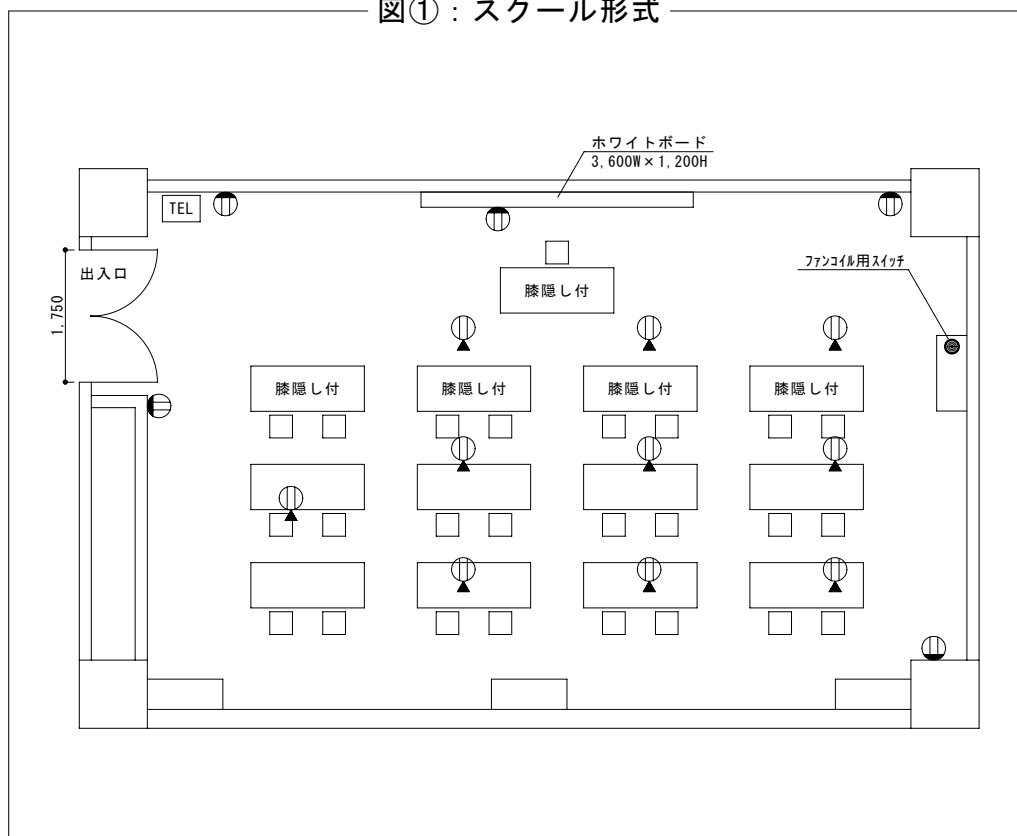 図①：スクール形式
ホワイトボード
3,600W×1,200H
TEL
出入口
ファンコイル用スイッチ
膝隠し付
1,750
膝隠し付
膝隠し付
膝隠し付
膝隠し付